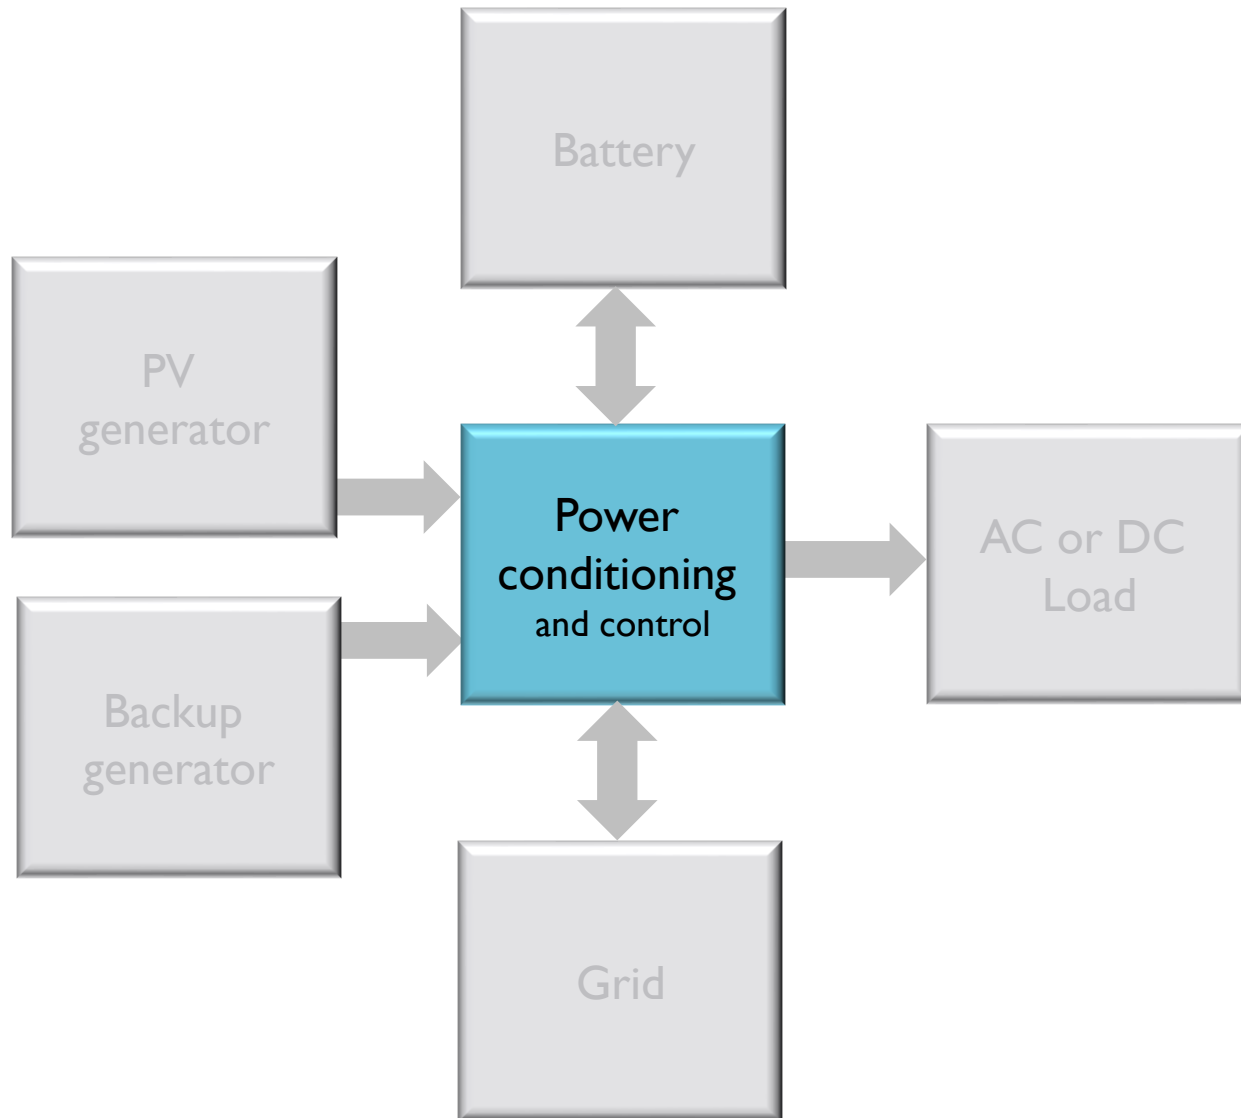 Battery
PV
generator
Power
conditioning
and control
AC or DC
Load
Backup
generator
Grid